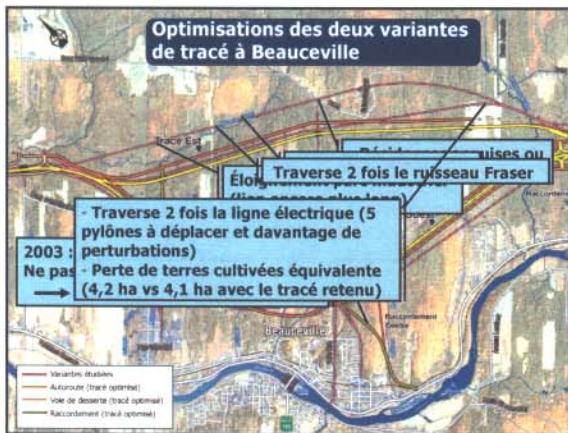 Optimisations des deux variantes
de tracé à Beauceville
Tracé Est
Traverse 2 fois le ruisseau Fraser
- Traverse 2 fois la ligne électrique (5
pylônes à déplacer et davantage de
perturbations)
- Perte de terres cultivées équivalente
(4,2 ha vs 4,1 ha avec le tracé retenu)
2003 :
Ne pas
Raccordement
Centre
Beauceville
Variantes étudiées
Autoroute (tracé optimisé)
Voie de desserte (tracé optimisé)
Raccordement (tracé optimisé)